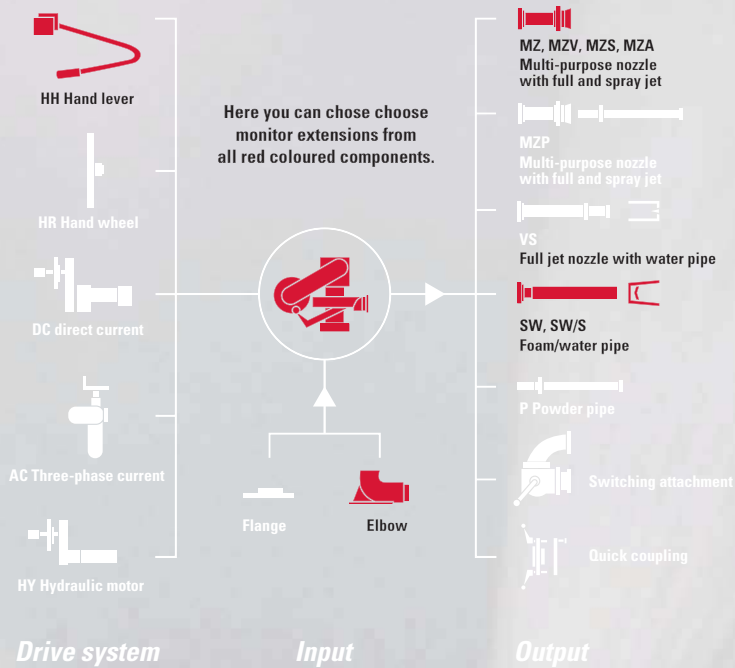 HH Hand lever
HR Hand wheel
DC direct current
AC Three-phase current
HY Hydraulic motor
Drive system
Here you can chose choose
monitor extensions from
all red coloured components.
Flange
Elbow
Input
MZ, MZV, MZS, MZA
Multi-purpose nozzle
with full and spray jet
MZP
Multi-purpose nozzle
with full and spray jet
VS
Full jet nozzle with water pipe
SW, SW/S
Foam/water pipe
P Powder pipe
Switching attachment
Quick coupling
Output